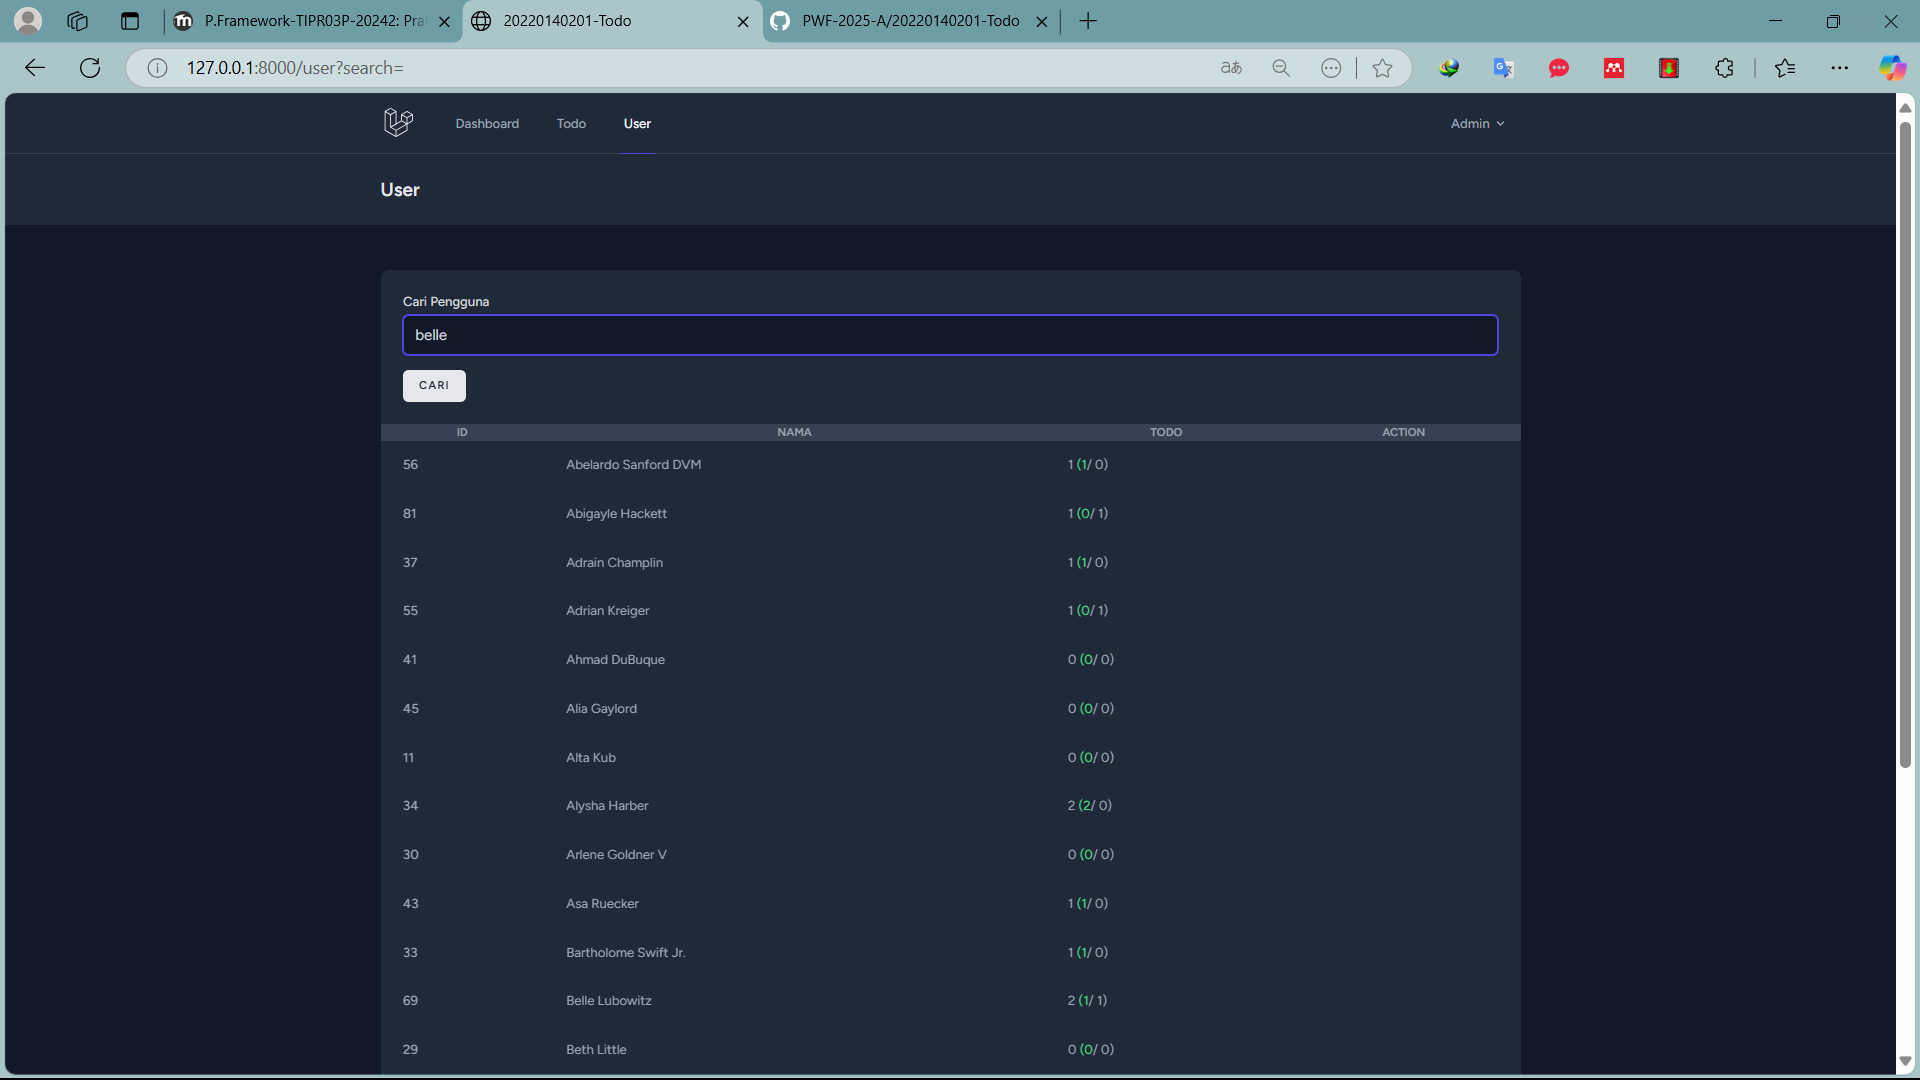 P.Framework-TIPR03P-20242: Pra
20220140201-Todo
PWF-2025-A/20220140201-Todo
127.0.0.1:8000/user?search=
Dashboard Todo User Admin
User
Cari Pengguna
belle
CARI
ID NAMA TODO ACTION
56 Abelardo Sanford DVM 1 (1/ 0)
81 Abigayle Hackett 1 (0/ 1)
37 Adrain Champlin 1 (1/ 0)
55 Adrian Kreiger 1 (0/ 1)
41 Ahmad DuBuque 0 (0/ 0)
45 Alia Gaylord 0 (0/ 0)
11 Alta Kub 0 (0/ 0)
34 Alysha Harber 2 (2/ 0)
30 Arlene Goldner V 0 (0/ 0)
43 Asa Ruecker 1 (1/ 0)
33 Bartholome Swift Jr. 1 (1/ 0)
69 Belle Lubowitz 2 (1/ 1)
29 Beth Little 0 (0/ 0)